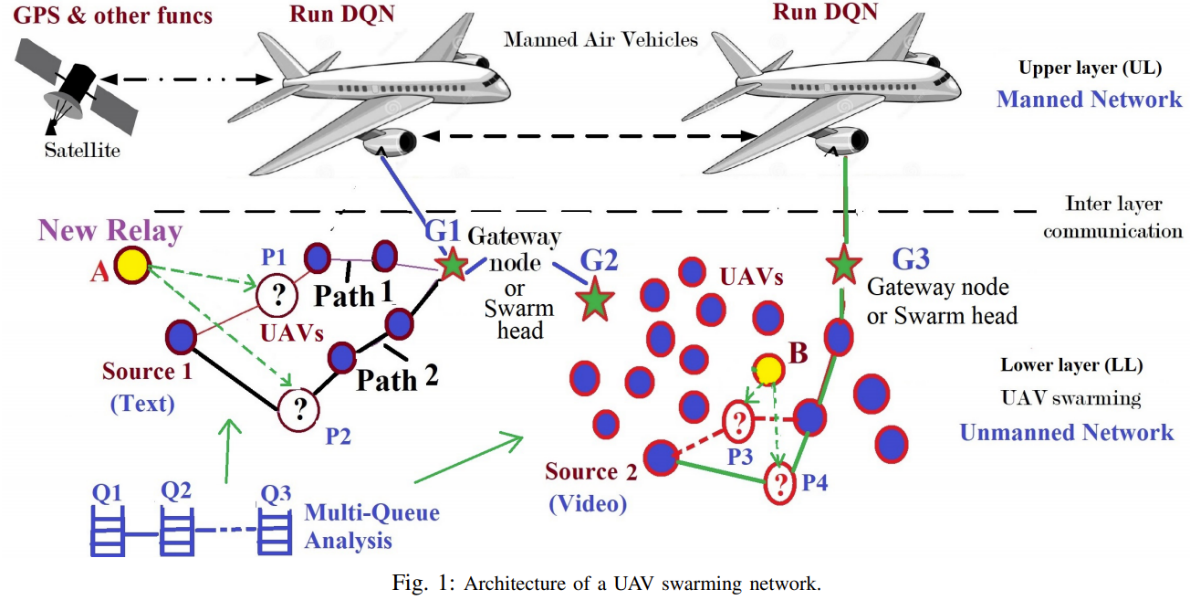 GPS & other funcs
Run DQN
Run DQN
Manned Air Vehicles
Upper layer (UL)
Manned Network
Satellite
Inter layer
communication
New Relay
A
P1
G1
Gateway
node
or
Swarm
head
G2
UAVs
G3
Gateway node
or Swarm head
?
Path 1
UAVs
Source 1
(Text)
Path 2
?
P2
B
Lower layer (LL)
UAV swarming
Unmanned Network
?
P3
Source 2
(Video)
?
P4
Q1
Q2
Q3
Multi-Queue
Analysis
Fig. 1: Architecture of a UAV swarming network.